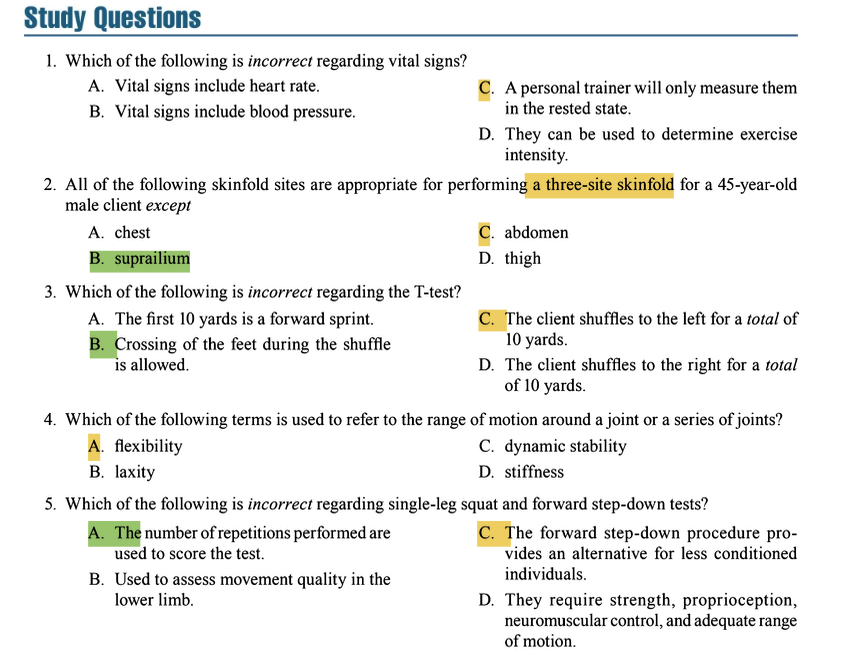 Study Questions
1. Which of the following is incorrect regarding vital signs?
A. Vital signs include heart rate.
B. Vital signs include blood pressure.
C. A personal trainer will only measure them
in the rested state.
D. They can be used to determine exercise
intensity.
2. All of the following skinfold sites are appropriate for performing a three-site skinfold for a 45-year-old
male client except
A. chest
B. suprailium
C. abdomen
D. thigh
3. Which of the following is incorrect regarding the T-test?
A. The first 10 yards is a forward sprint.
B. Crossing of the feet during the shuffle
is allowed.
C. The client shuffles to the left for a total of
10 yards.
D. The client shuffles to the right for a total
of 10 yards.
4. Which of the following terms is used to refer to the range of motion around a joint or a series of joints?
A. flexibility
B. laxity
C. dynamic stability
D. stiffness
5. Which of the following is incorrect regarding single-leg squat and forward step-down tests?
A. The number of repetitions performed are
used to score the test.
B. Used to assess movement quality in the
lower limb.
C. The forward step-down procedure pro-
vides an alternative for less conditioned
individuals.
D. They require strength, proprioception,
neuromuscular control, and adequate range
of motion.